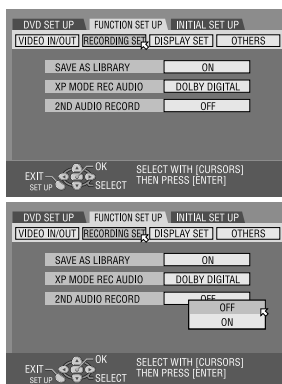 DVD SET UP FUNCTION SET UP INITIAL SET UP
VIDEO IN/OUT RECORDING SET DISPLAY SET OTHERS
SAVE AS LIBRARY ON
XP MODE REC AUDIO DOLBY DIGITAL
2ND AUDIO RECORD OFF
EXIT OK
SET UP SELECT
SELECT WITH [CURSORS]
THEN PRESS [ENTER]
DVD SET UP FUNCTION SET UP INITIAL SET UP
VIDEO IN/OUT RECORDING SET DISPLAY SET OTHERS
SAVE AS LIBRARY ON
XP MODE REC AUDIO DOLBY DIGITAL
2ND AUDIO RECORD OFF
OFF
ON
EXIT OK
SET UP SELECT
SELECT WITH [CURSORS]
THEN PRESS [ENTER]